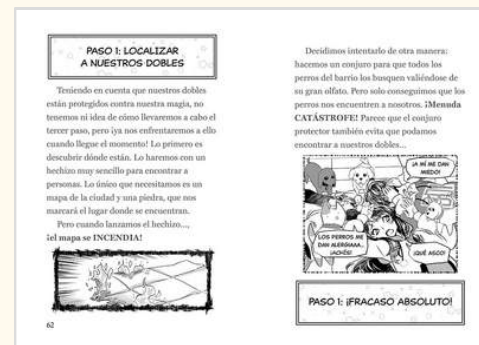 PASO 1: LOCALIZAR
A NUESTROS DOBLES
Teniendo en cuenta que nuestros dobles
están protegidos contra nuestra magia, no
tenemos ni idea de cómo llevaremos a cabo el
tercer paso, pero ¡ya nos enfrentaremos a ello
cuando llegue el momento! Lo primero es
descubrir dónde están. Lo haremos con un
hechizo muy sencillo para encontrar a
personas. Lo único que necesitamos es un
mapa de la ciudad y una piedra, que nos
marcará el lugar donde se encuentran.
Pero cuando lanzamos el hechizo...,
¡el mapa se INCENDIA!
62
Decidimos intentarlo de otra manera:
hacemos un conjuro para que todos los
perros del barrio los busquen valiéndose de
su gran olfato. Pero solo conseguimos que los
perros nos encuentren a nosotros. ¡Menuda
CATÁSTROFE! Parece que el conjuro
protector también evita que podamos
encontrar a nuestros dobles...
¡A MÍ ME DAN
MIEDO!
LOS PERROS ME
DAN ALERGIAAA...
¡ACHÍS!
¡QUÉ ASCO!
PASO 1: ¡FRACASO ABSOLUTO!